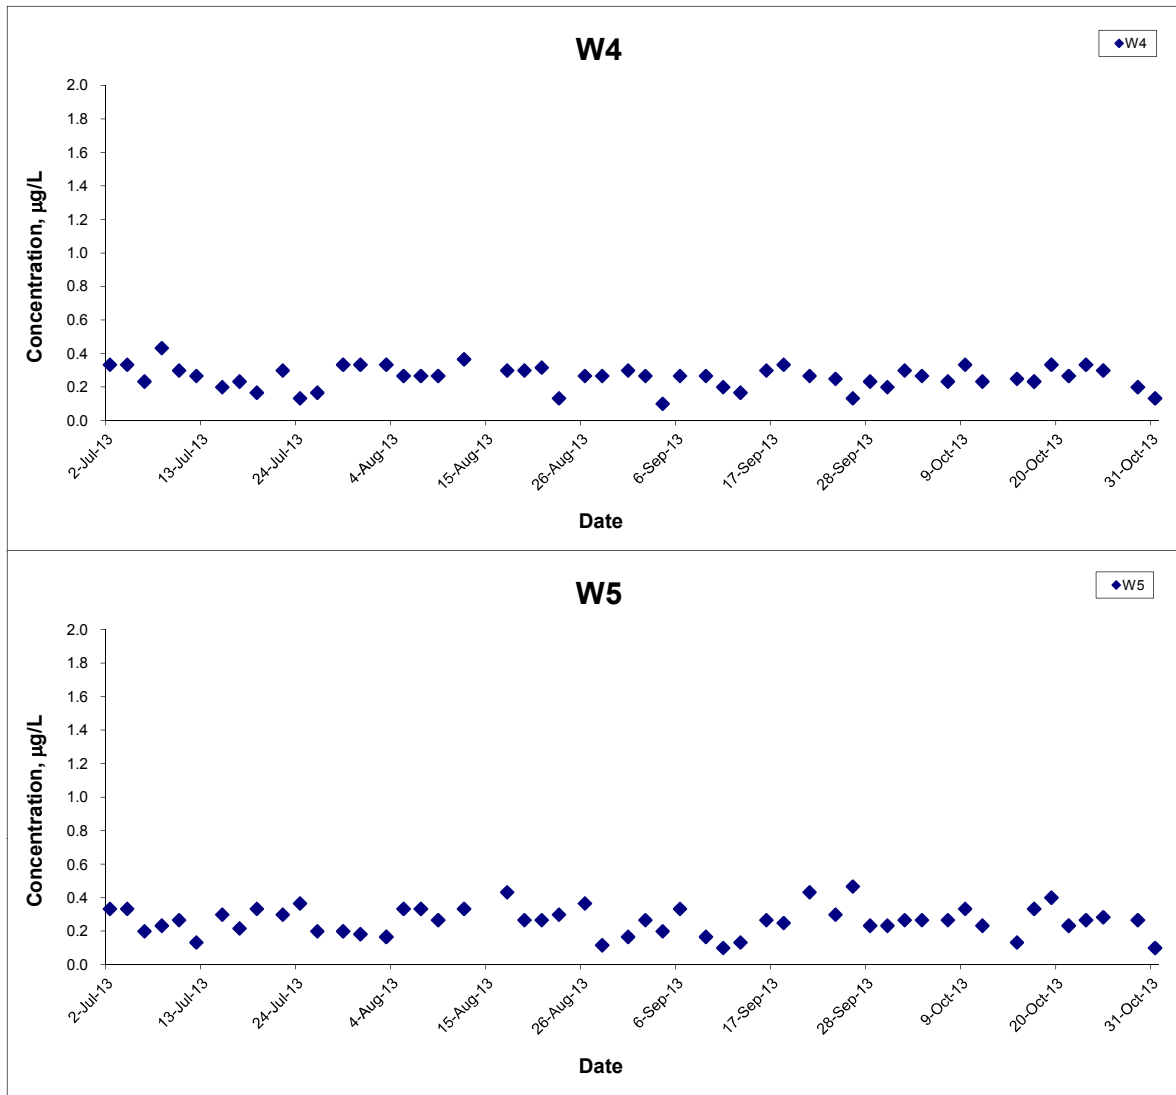 W4
W4
2.0
1.8
1.6
1.4
1.2
1.0
0.8
0.6
0.4
0.2
0.0
Concentration, µg/L
2-Jul-13
13-Jul-13
24-Jul-13
4-Aug-13
15-Aug-13
26-Aug-13
6-Sep-13
17-Sep-13
28-Sep-13
9-Oct-13
20-Oct-13
31-Oct-13
Date
W5
W5
2.0
1.8
1.6
1.4
1.2
1.0
0.8
0.6
0.4
0.2
0.0
Concentration, µg/L
2-Jul-13
13-Jul-13
24-Jul-13
4-Aug-13
15-Aug-13
26-Aug-13
6-Sep-13
17-Sep-13
28-Sep-13
9-Oct-13
20-Oct-13
31-Oct-13
Date